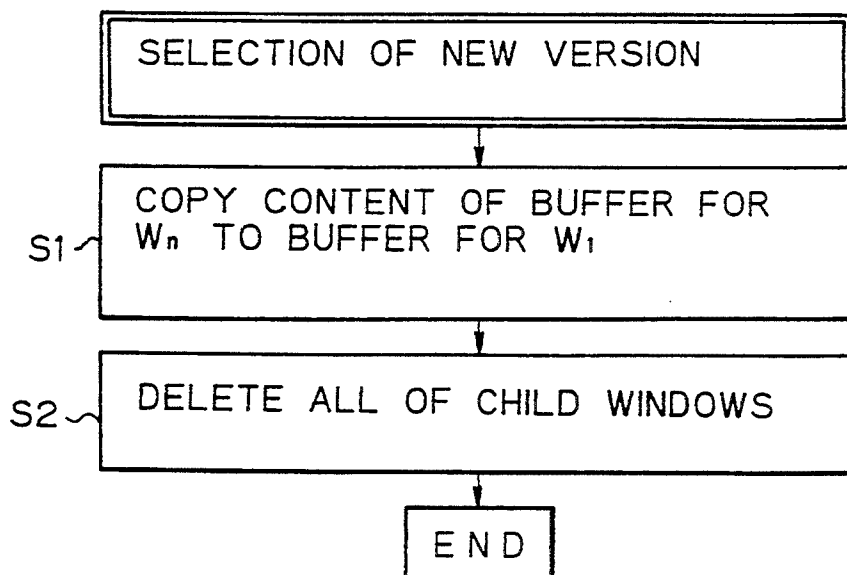 SELECTION OF NEW VERSION
S1
COPY CONTENT OF BUFFER FOR
Wn TO BUFFER FOR W1
S2
DELETE ALL OF CHILD WINDOWS
END